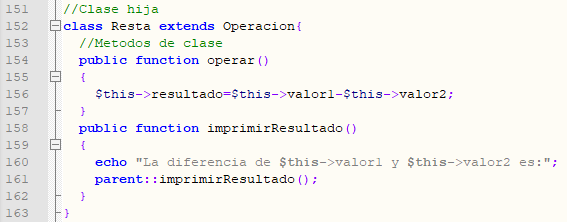 151 //Clase hija
152 class Resta extends Operacion{
153 //Metodos de clase
154 public function operar()
155 {
156 $this->resultado=$this->valor1-$this->valor2;
157 }
158 public function imprimirResultado()
159 {
160 echo "La diferencia de $this->valor1 y $this->valor2 es:";
161 parent::imprimirResultado();
162 }
163 }